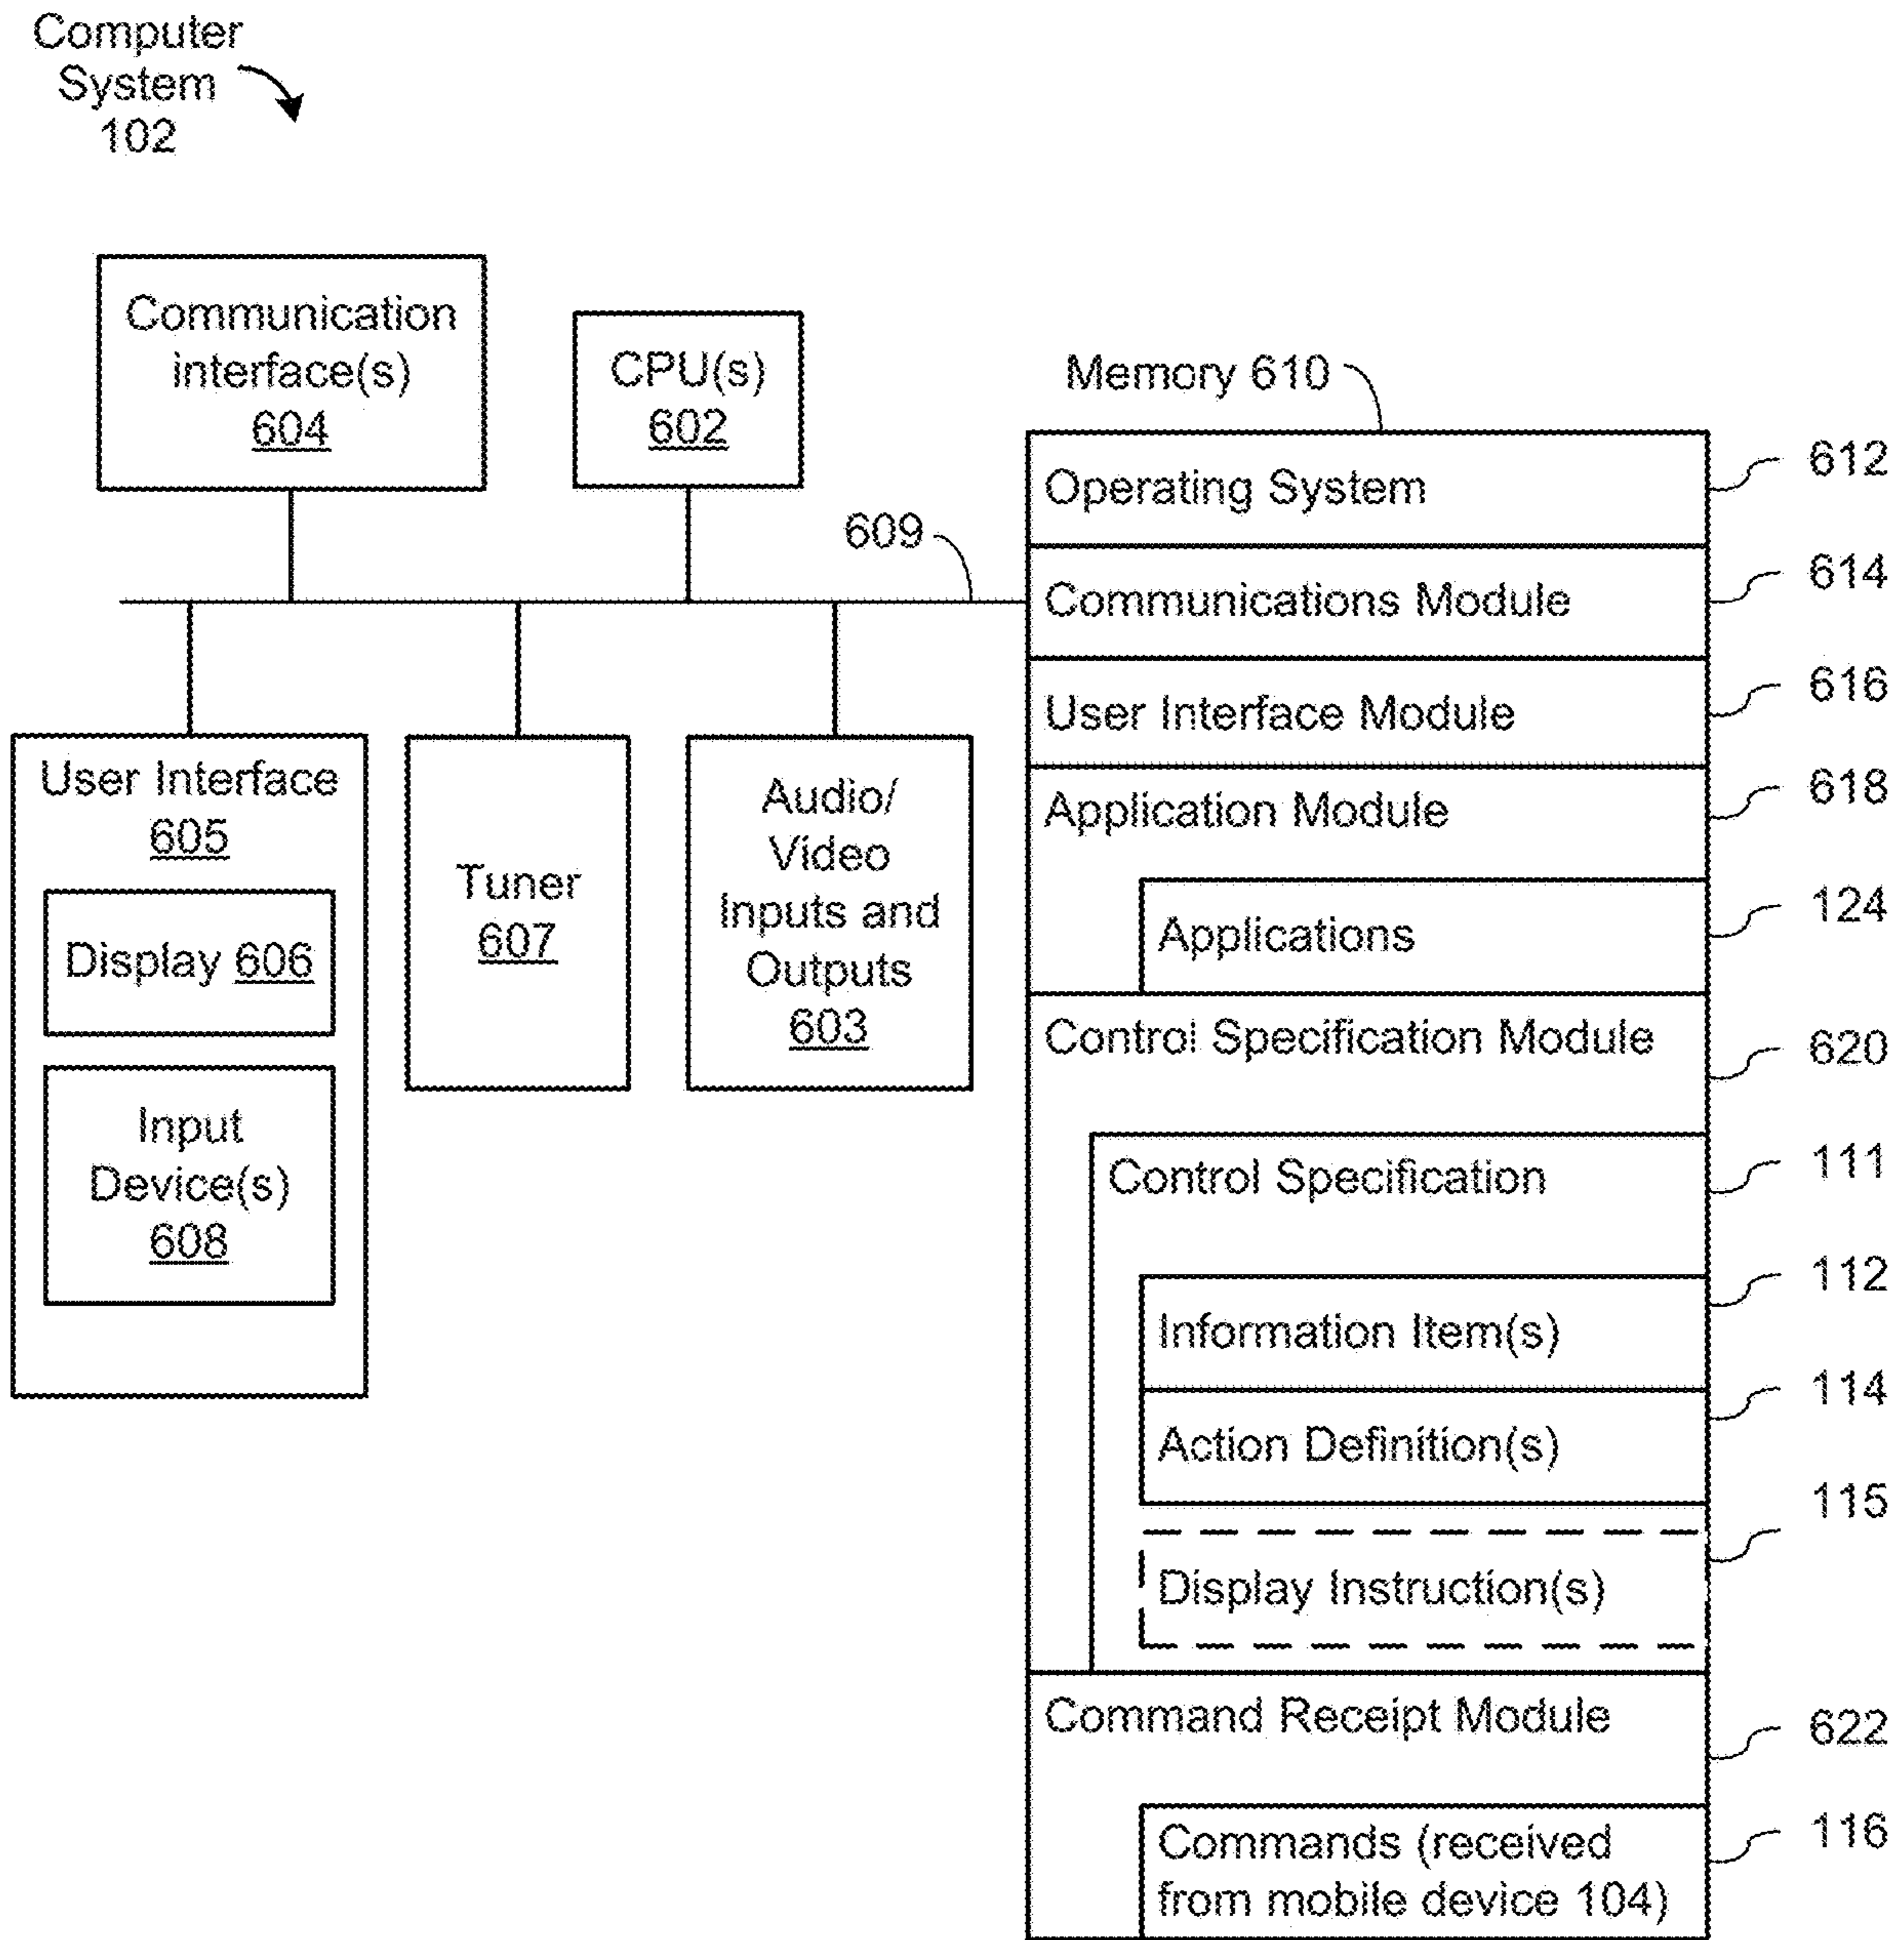 Computer
System
102
Communication
interface(s)
604
CPU(s)
602
Memory 610
609
User Interface
605
Display 606
Input
Device(s)
608
Tuner
607
Audio/
Video
Inputs and
Outputs
603
Operating System
612
Communications Module
614
User Interface Module
616
Application Module
618
Applications
124
Control Specification Module
620
Control Specification
111
Information Item(s)
112
Action Definition(s)
114
Display Instruction(s)
115
Command Receipt Module
622
Commands (received
from mobile device 104)
116